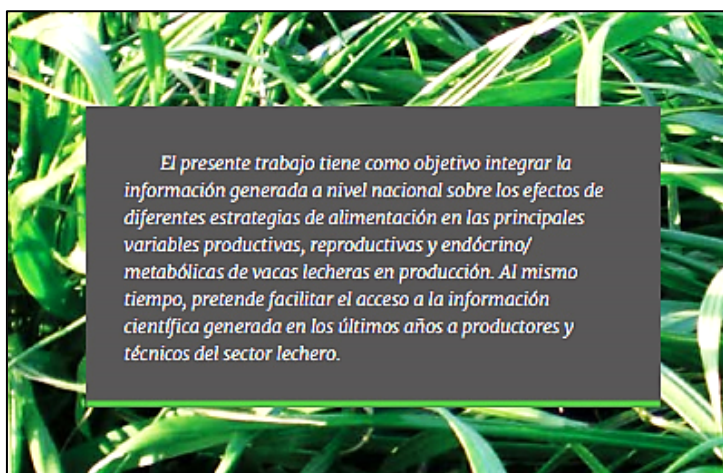 El presente trabajo tiene como objetivo integrar la
información generada a nivel nacional sobre los efectos de
diferentes estrategias de alimentación en las principales
variables productivas, reproductivas y endócrino/
metabólicas de vacas lecheras en producción. Al mismo
tiempo, pretende facilitar el acceso a la información
científica generada en los últimos años a productores y
técnicos del sector lechero.